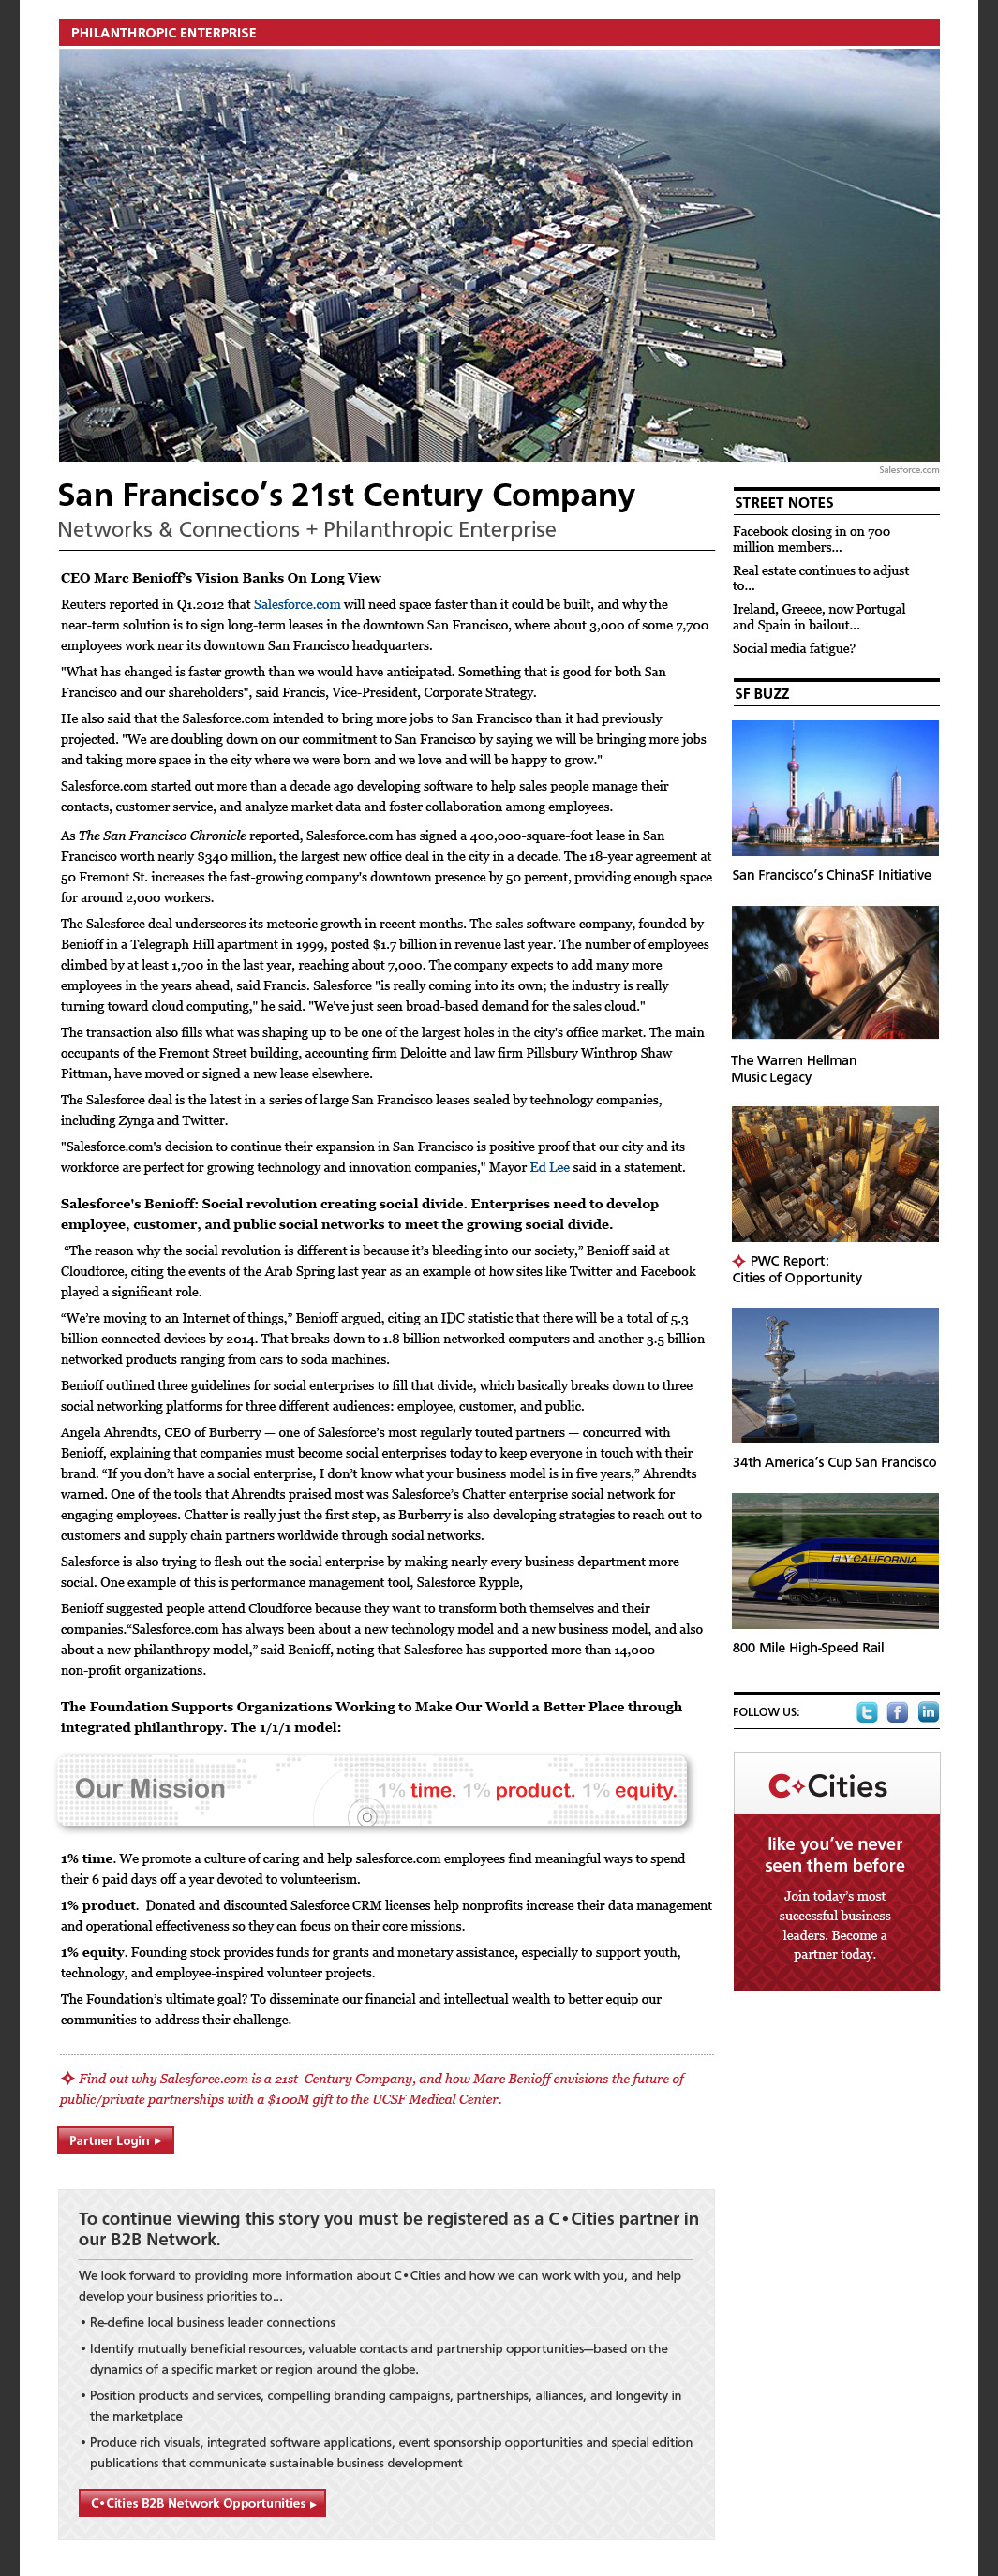 PHILANTHROPIC ENTERPRISE
Salesforce.com
San Francisco’s 21st Century Company
Networks & Connections + Philanthropic Enterprise
CEO Marc Benioff’s Vision Banks On Long View
Reuters reported in Q1.2012 that Salesforce.com will need space faster than it could be built, and why the
near-term solution is to sign long-term leases in the downtown San Francisco, where about 3,000 of some 7,700
employees work near its downtown San Francisco headquarters.
"What has changed is faster growth than we would have anticipated. Something that is good for both San
Francisco and our shareholders", said Francis, Vice-President, Corporate Strategy.
He also said that the Salesforce.com intended to bring more jobs to San Francisco than it had previously
projected. "We are doubling down on our commitment to San Francisco by saying we will be bringing more jobs
and taking more space in the city where we were born and we love and will be happy to grow."
Salesforce.com started out more than a decade ago developing software to help sales people manage their
contacts, customer service, and analyze market data and foster collaboration among employees.
As The San Francisco Chronicle reported, Salesforce.com has signed a 400,000-square-foot lease in San
Francisco worth nearly $340 million, the largest new office deal in the city in a decade. The 18-year agreement at
50 Fremont St. increases the fast-growing company's downtown presence by 50 percent, providing enough space
for around 2,000 workers.
The Salesforce deal underscores its meteoric growth in recent months. The sales software company, founded by
Benioff in a Telegraph Hill apartment in 1999, posted $1.7 billion in revenue last year. The number of employees
climbed by at least 1,700 in the last year, reaching about 7,000. The company expects to add many more
employees in the years ahead, said Francis. Salesforce "is really coming into its own; the industry is really
turning toward cloud computing," he said. "We've just seen broad-based demand for the sales cloud."
The transaction also fills what was shaping up to be one of the largest holes in the city's office market. The main
occupants of the Fremont Street building, accounting firm Deloitte and law firm Pillsbury Winthrop Shaw
Pittman, have moved or signed a new lease elsewhere.
The Salesforce deal is the latest in a series of large San Francisco leases sealed by technology companies,
including Zynga and Twitter.
"Salesforce.com's decision to continue their expansion in San Francisco is positive proof that our city and its
workforce are perfect for growing technology and innovation companies," Mayor Ed Lee said in a statement.
Salesforce's Benioff: Social revolution creating social divide. Enterprises need to develop
employee, customer, and public social networks to meet the growing social divide.
“The reason why the social revolution is different is because it’s bleeding into our society,” Benioff said at
Cloudforce, citing the events of the Arab Spring last year as an example of how sites like Twitter and Facebook
played a significant role.
“We’re moving to an Internet of things,” Benioff argued, citing an IDC statistic that there will be a total of 5.3
billion connected devices by 2014. That breaks down to 1.8 billion networked computers and another 3.5 billion
networked products ranging from cars to soda machines.
Benioff outlined three guidelines for social enterprises to fill that divide, which basically breaks down to three
social networking platforms for three different audiences: employee, customer, and public.
Angela Ahrendts, CEO of Burberry — one of Salesforce’s most regularly touted partners — concurred with
Benioff, explaining that companies must become social enterprises today to keep everyone in touch with their
brand. “If you don’t have a social enterprise, I don’t know what your business model is in five years,” Ahrendts
warned. One of the tools that Ahrendts praised most was Salesforce’s Chatter enterprise social network for
engaging employees. Chatter is really just the first step, as Burberry is also developing strategies to reach out to
customers and supply chain partners worldwide through social networks.
Salesforce is also trying to flesh out the social enterprise by making nearly every business department more
social. One example of this is performance management tool, Salesforce Rypple,
Benioff suggested people attend Cloudforce because they want to transform both themselves and their
companies.“Salesforce.com has always been about a new technology model and a new business model, and also
about a new philanthropy model,” said Benioff, noting that Salesforce has supported more than 14,000
non-profit organizations.
The Foundation Supports Organizations Working to Make Our World a Better Place through
integrated philanthropy. The 1/1/1 model:
Our Mission 1% time. 1% product. 1% equity.
1% time. We promote a culture of caring and help salesforce.com employees find meaningful ways to spend
their 6 paid days off a year devoted to volunteerism.
1% product. Donated and discounted Salesforce CRM licenses help nonprofits increase their data management
and operational effectiveness so they can focus on their core missions.
1% equity. Founding stock provides funds for grants and monetary assistance, especially to support youth,
technology, and employee-inspired volunteer projects.
The Foundation’s ultimate goal? To disseminate our financial and intellectual wealth to better equip our
communities to address their challenge.
Find out why Salesforce.com is a 21st Century Company, and how Marc Benioff envisions the future of
public/private partnerships with a $100M gift to the UCSF Medical Center.
Partner Login
To continue viewing this story you must be registered as a C•Cities partner in
our B2B Network.
We look forward to providing more information about C•Cities and how we can work with you, and help
develop your business priorities to...
• Re-define local business leader connections
• Identify mutually beneficial resources, valuable contacts and partnership opportunities—based on the
dynamics of a specific market or region around the globe.
• Position products and services, compelling branding campaigns, partnerships, alliances, and longevity in
the marketplace
• Produce rich visuals, integrated software applications, event sponsorship opportunities and special edition
publications that communicate sustainable business development
C•Cities B2B Network Opportunities
STREET NOTES
Facebook closing in on 700
million members...
Real estate continues to adjust
to...
Ireland, Greece, now Portugal
and Spain in bailout...
Social media fatigue?
SF BUZZ
San Francisco’s ChinaSF Initiative
The Warren Hellman
Music Legacy
PWC Report:
Cities of Opportunity
34th America’s Cup San Francisco
FLY CALIFORNIA
800 Mile High-Speed Rail
FOLLOW US:
C Cities
like you’ve never
seen them before
Join today’s most
successful business
leaders. Become a
partner today.